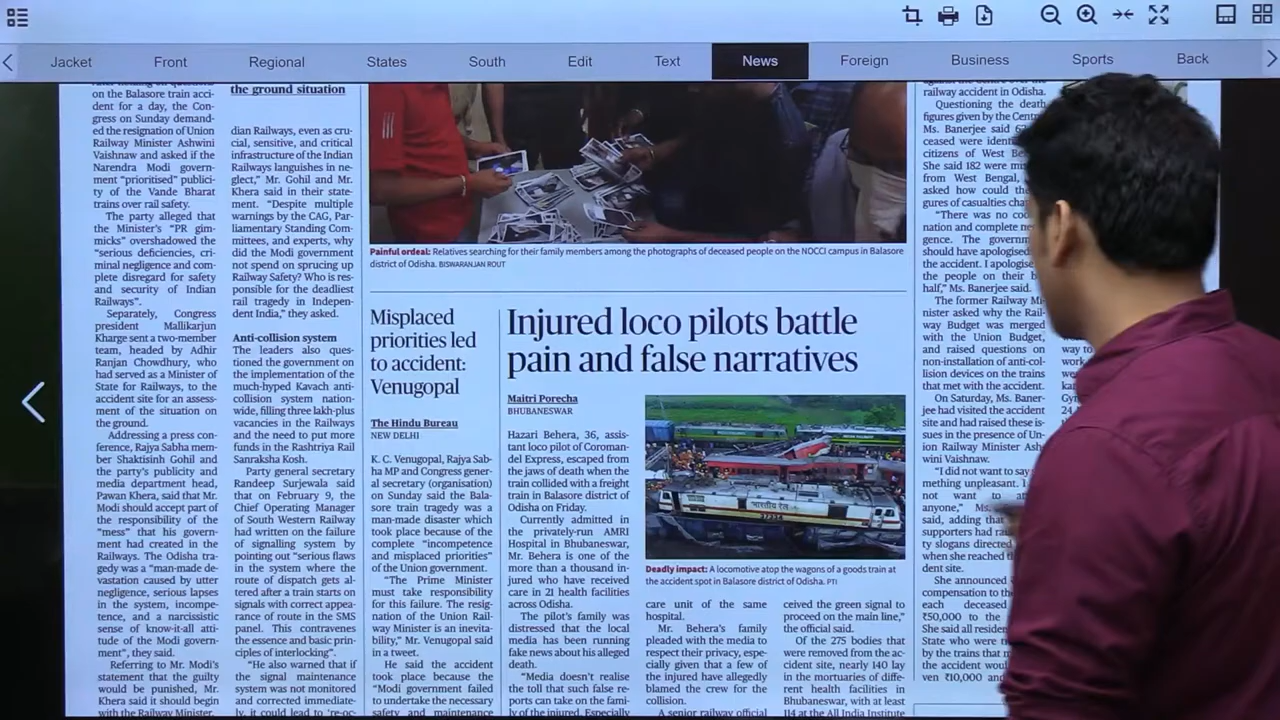 Jacket Front Regional States South Edit Text News Foreign Business Sports Back
on the Balasore train acci-
dent for a day, the Con-
gress on Sunday demand-
ed the resignation of Union
Railway Minister Ashwini
Vaishnaw and asked if the
Narendra Modi govern-
ment “prioritised” publici-
ty of the Vande Bharat
trains over rail safety.
The party alleged that
the Minister’s “PR gim-
micks” overshadowed the
“serious deficiencies, cri-
minal negligence and com-
plete disregard for safety
and security of Indian
Railways”.
Separately, Congress
president Mallikarjun
Kharge sent a two-member
team, headed by Adhir
Ranjan Chowdhury, who
had served as a Minister of
State for Railways, to the
accident site for an assess-
ment of the situation on
the ground.
Addressing a press con-
ference, Rajya Sabha mem-
ber Shaktisinh Gohil and
the party’s publicity and
media department head,
Pawan Khera, said that Mr.
Modi should accept part of
the responsibility of the
“mess” that his govern-
ment had created in the
Railways. The Odisha tra-
gedy was a “man-made de-
vastation caused by utter
negligence, serious lapses
in the system, incompe-
tence, and a narcissistic
sense of know-it-all atti-
tude of the Modi govern-
ment”, they said.
Referring to Mr. Modi’s
statement that the guilty
would be punished, Mr.
Khera said it should begin
with the Railway Minister.
the ground situation
dian Railways, even as cru-
cial, sensitive, and critical
infrastructure of the Indian
Railways languishes in ne-
glect,” Mr. Gohil and Mr.
Khera said in their state-
ment. “Despite multiple
warnings by the CAG, Par-
liamentary Standing Com-
mittees, and experts, why
did the Modi government
not spend on sprucing up
Railway Safety? Who is res-
ponsible for the deadliest
rail tragedy in Indepen-
dent India,” they asked.
Anti-collision system
The leaders also ques-
tioned the government on
the implementation of the
much-hyped Kavach anti-
collision system nation-
wide, filling three lakh-plus
vacancies in the Railways
and the need to put more
funds in the Rashtriya Rail
Sanraksha Kosh.
Party general secretary
Randeep Surjewala said
that on February 9, the
Chief Operating Manager
of South Western Railway
had written on the failure
of signalling system by
pointing out “serious flaws
in the system where the
route of dispatch gets al-
tered after a train starts on
signals with correct appea-
rance of route in the SMS
panel. This contravenes
the essence and basic prin-
ciples of interlocking”.
“He also warned that if
the signal maintenance
system was not monitored
and corrected immediate-
ly, it could lead to ‘re-oc-
Painful ordeal: Relatives searching for their family members among the photographs of deceased people on the NOCCI campus in Balasore
district of Odisha. BISWARANJAN ROUT
Misplaced
priorities led
to accident:
Venugopal
The Hindu Bureau
NEW DELHI
K. C. Venugopal, Rajya Sab-
ha MP and Congress gener-
al secretary (organisation)
on Sunday said the Bala-
sore train tragedy was a
man-made disaster which
took place because of the
complete “incompetence
and misplaced priorities”
of the Union government.
“The Prime Minister
must take responsibility
for this failure. The resig-
nation of the Union Rail-
way Minister is an inevita-
bility,” Mr. Venugopal said
in a tweet.
He said the accident
took place because the
“Modi government failed
to undertake the necessary
safety and maintenance
Injured loco pilots battle
pain and false narratives
Maitri Porecha
BHUBANESWAR
Hazari Behera, 36, assis-
tant loco pilot of Coroman-
del Express, escaped from
the jaws of death when the
train collided with a freight
train in Balasore district of
Odisha on Friday.
Currently admitted in
the privately-run AMRI
Hospital in Bhubaneswar,
Mr. Behera is one of the
more than a thousand in-
jured who have received
care in 21 health facilities
across Odisha.
The pilot’s family was
distressed that the local
media has been running
fake news about his alleged
death.
“Media doesn’t realise
the toll that such false re-
ports can take on the fami-
ly of the injured. Especially
भारतीय रेल
37334
Deadly impact: A locomotive atop the wagons of a goods train at
the accident spot in Balasore district of Odisha. PTI
care unit of the same
hospital.
Mr. Behera’s family
pleaded with the media to
respect their privacy, espe-
cially given that a few of
the injured have allegedly
blamed the crew for the
collision.
A senior railway official
ceived the green signal to
proceed on the main line,”
the official said.
Of the 275 bodies that
were removed from the ac-
cident site, nearly 140 lay
in the mortuaries of diffe-
rent health facilities in
Bhubaneswar, with at least
114 at the All India Institute
railway accident in Odisha.
Questioning the death
figures given by the Cent
Ms. Banerjee said
ceased were
citizens of West
She said 182 were
from West Bengal,
asked how could the
gures of casualties
“There was no
nation and complete
gence. The
should have apologised
the accident. I apologise
the people on their
half,” Ms. Banerjee said.
The former Railway Mi-
nister asked why the Rail-
way Budget was merged
with the Union Budget,
and raised questions on
non-installation of anti-col-
lision devices on the trains
that met with the accident.
On Saturday, Ms. Baner-
jee had visited the accident
site and had raised these is-
sues in the presence of Un-
ion Railway Minister Ash-
wini Vaishnaw.
“I did not want to say
mething unpleasant. I
not want to
anyone,” Ms.
said, adding that
supporters had
ty slogans directed
when she reached
dent site.
She announced
compensation to the
each deceased
₹50,000 to the
She said all
State who were
by the trains that
the accident
ven ₹10,000 and
way to
work